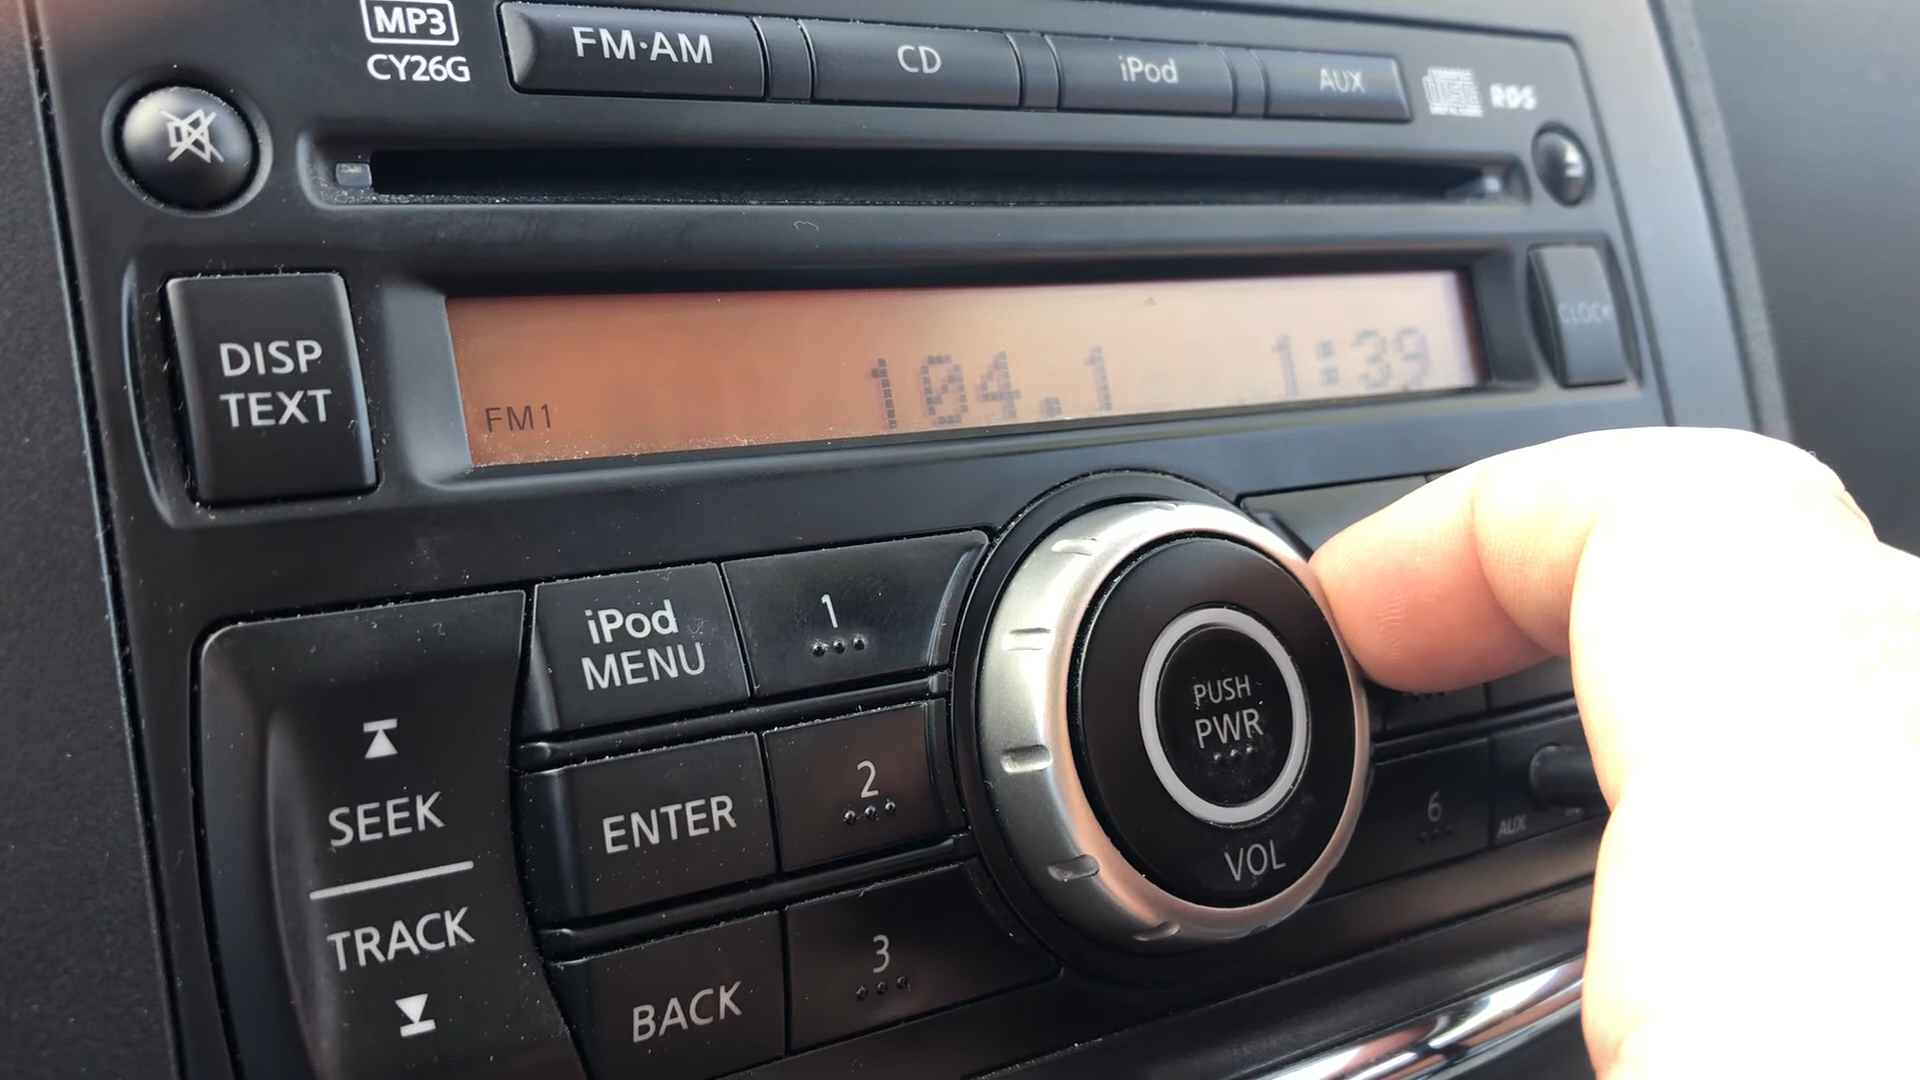 MP3
CY26G
FM·AM
CD
iPod
AUX
RDS
DISP
TEXT
FM1
104.1
1:39
CLOCK
iPod
MENU
1
SEEK
TRACK
ENTER
2
BACK
3
PUSH
PWR
VOL
6
AUX